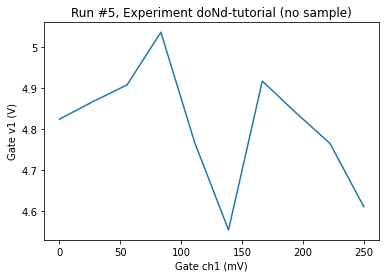 Run #5, Experiment doNd-tutorial (no sample)
Gate v1 (V)
5
4.9
4.8
4.7
4.6
0 50 100 150 200 250
Gate ch1 (mV)